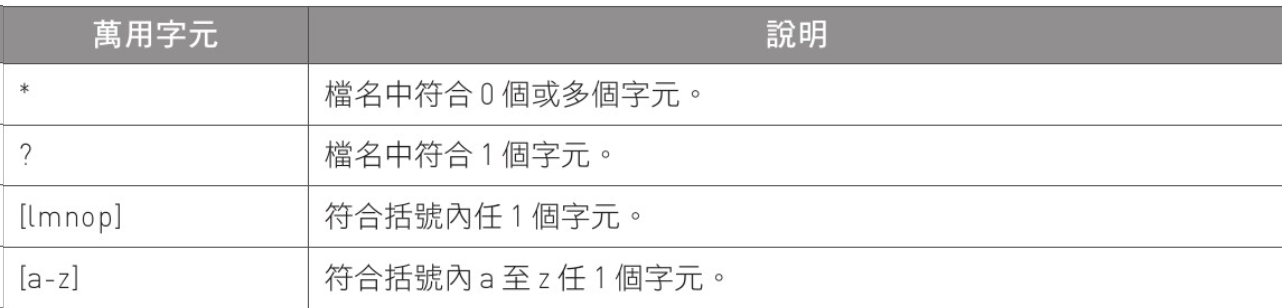 萬用字元 說明
* 檔名中符合 0 個或多個字元。
? 檔名中符合 1 個字元。
[lmnop] 符合括號內任 1 個字元。
[a-z] 符合括號內 a 至 z 任 1 個字元。